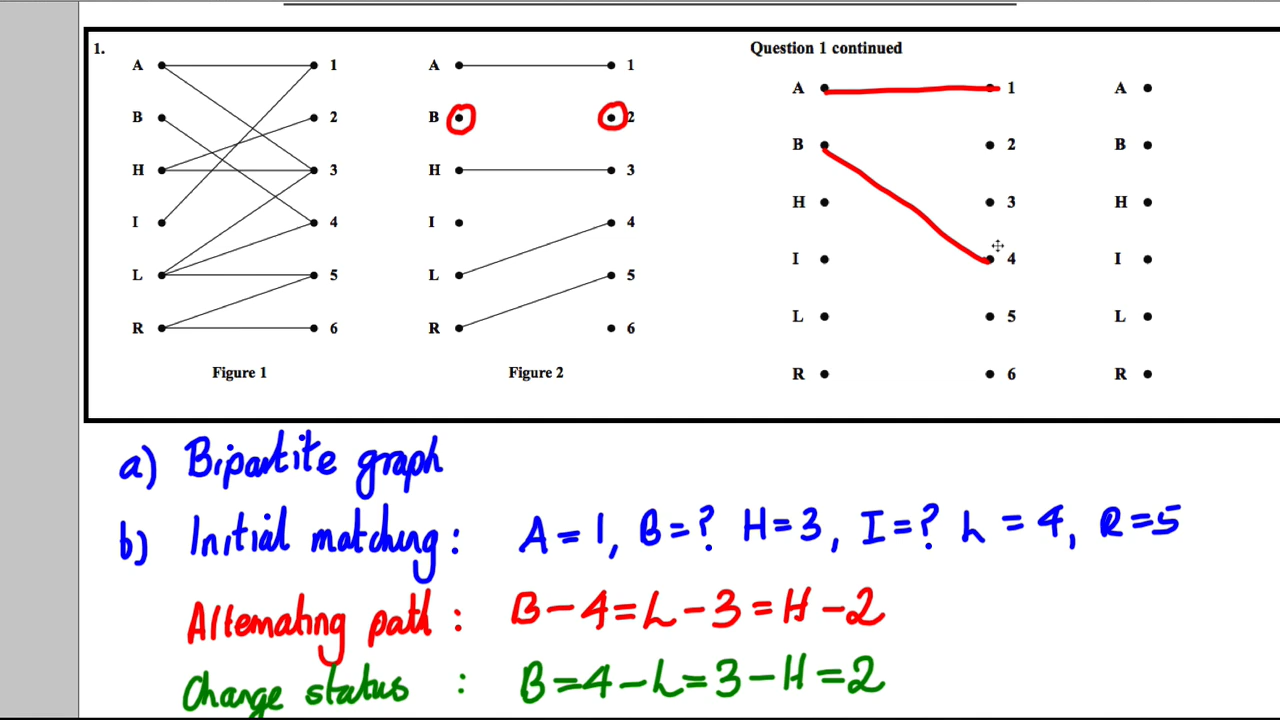 1.
Question 1 continued
A 1 A 1 A 1 A
B 2 B 2 B 2 B
H 3 H 3 H 3 H
I 4 I 4 I 4 I
L 5 L 5 L 5 L
R 6 R 6 R 6 R
Figure 1 Figure 2
a) Bipartite graph
b) Initial matching : A = 1, B = ? H = 3, I = ? L = 4, R = 5
Alternating path : B - 4 = L - 3 = H - 2
Change status : B = 4 - L = 3 - H = 2